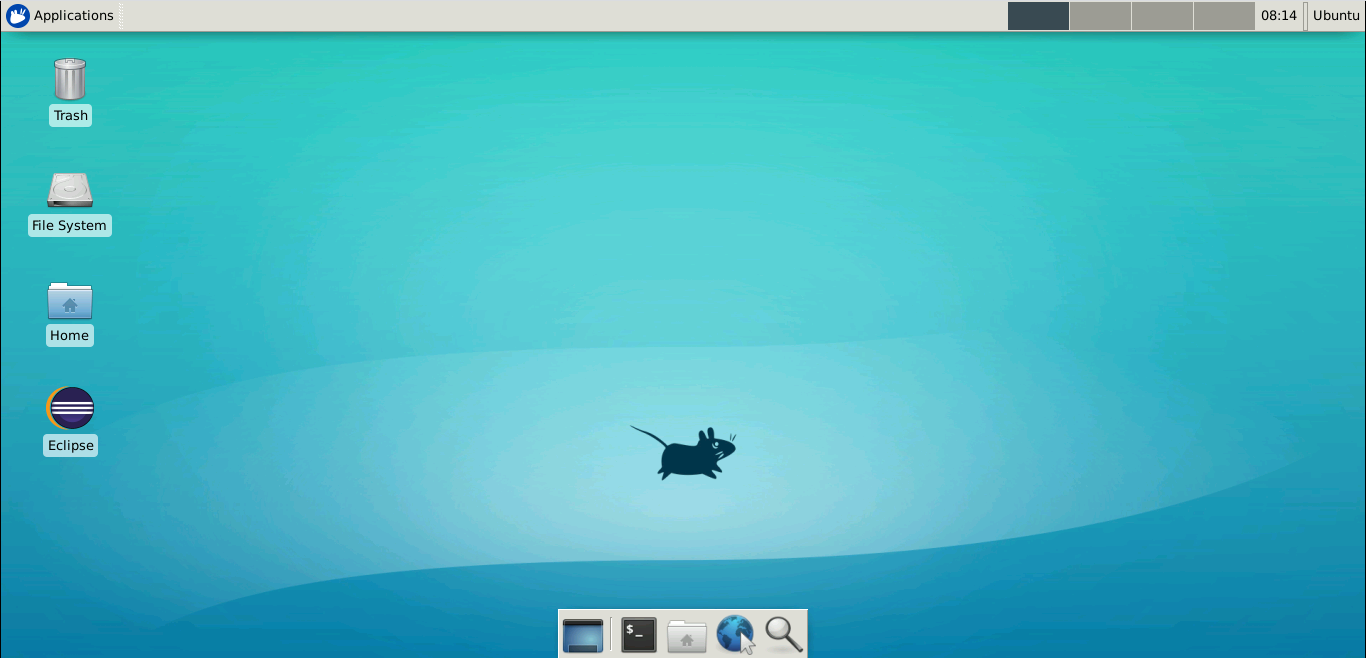 Applications
08:14
Ubuntu
Trash
File System
Home
Eclipse
$_